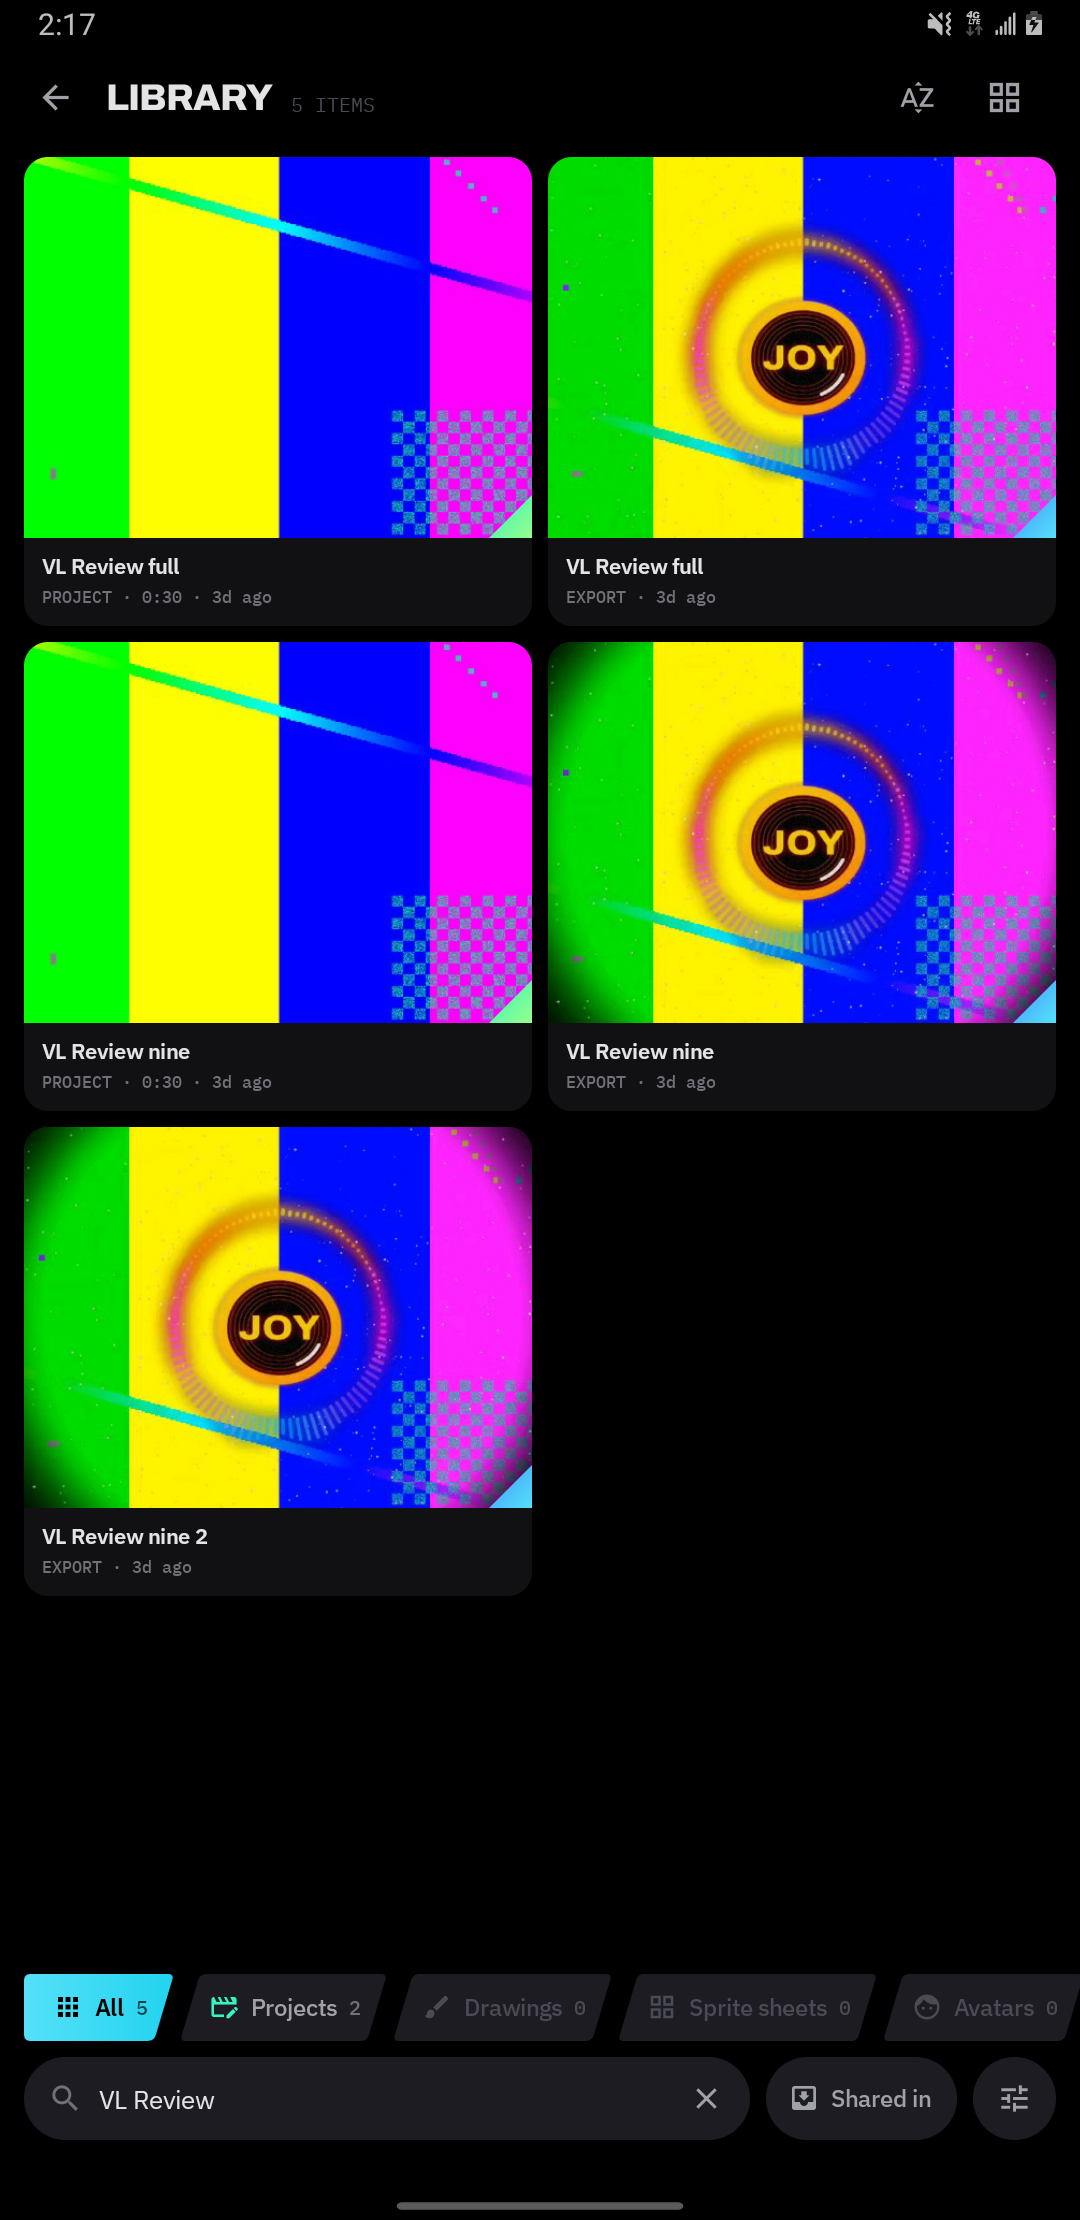 2:17
4G
LTE
LIBRARY 5 ITEMS
AZ
JOY
VL Review full
PROJECT · 0:30 · 3d ago
VL Review full
EXPORT · 3d ago
JOY
VL Review nine
PROJECT · 0:30 · 3d ago
VL Review nine
EXPORT · 3d ago
JOY
VL Review nine 2
EXPORT · 3d ago
All 5
Projects 2
Drawings 0
Sprite sheets 0
Avatars 0
VL Review
Shared in